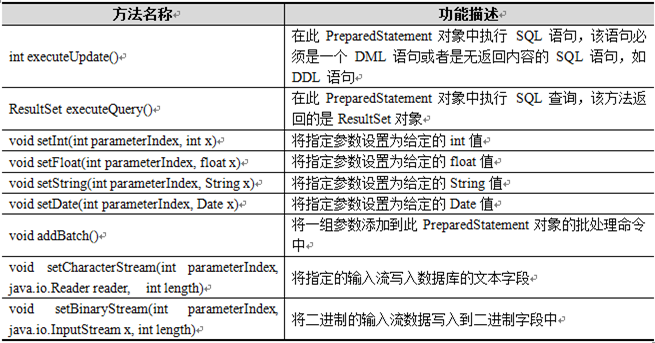 方法名称 功能描述
int executeUpdate() 在此 PreparedStatement 对象中执行 SQL 语句，该语句必
须是一个 DML 语句或者是无返回内容的 SQL 语句，如
DDL 语句
ResultSet executeQuery() 在此 PreparedStatement 对象中执行 SQL 查询，该方法返
回的是 ResultSet 对象
void setInt(int parameterIndex, int x) 将指定参数设置为给定的 int 值
void setFloat(int parameterIndex, float x) 将指定参数设置为给定的 float 值
void setString(int parameterIndex, String x) 将指定参数设置为给定的 String 值
void setDate(int parameterIndex, Date x) 将指定参数设置为给定的 Date 值
void addBatch() 将一组参数添加到此 PreparedStatement 对象的批处理命令
中
void setCharacterStream(int parameterIndex,
java.io.Reader reader, int length) 将指定的输入流写入数据库的文本字段
void setBinaryStream(int parameterIndex,
java.io.InputStream x, int length) 将二进制的输入流数据写入到二进制字段中